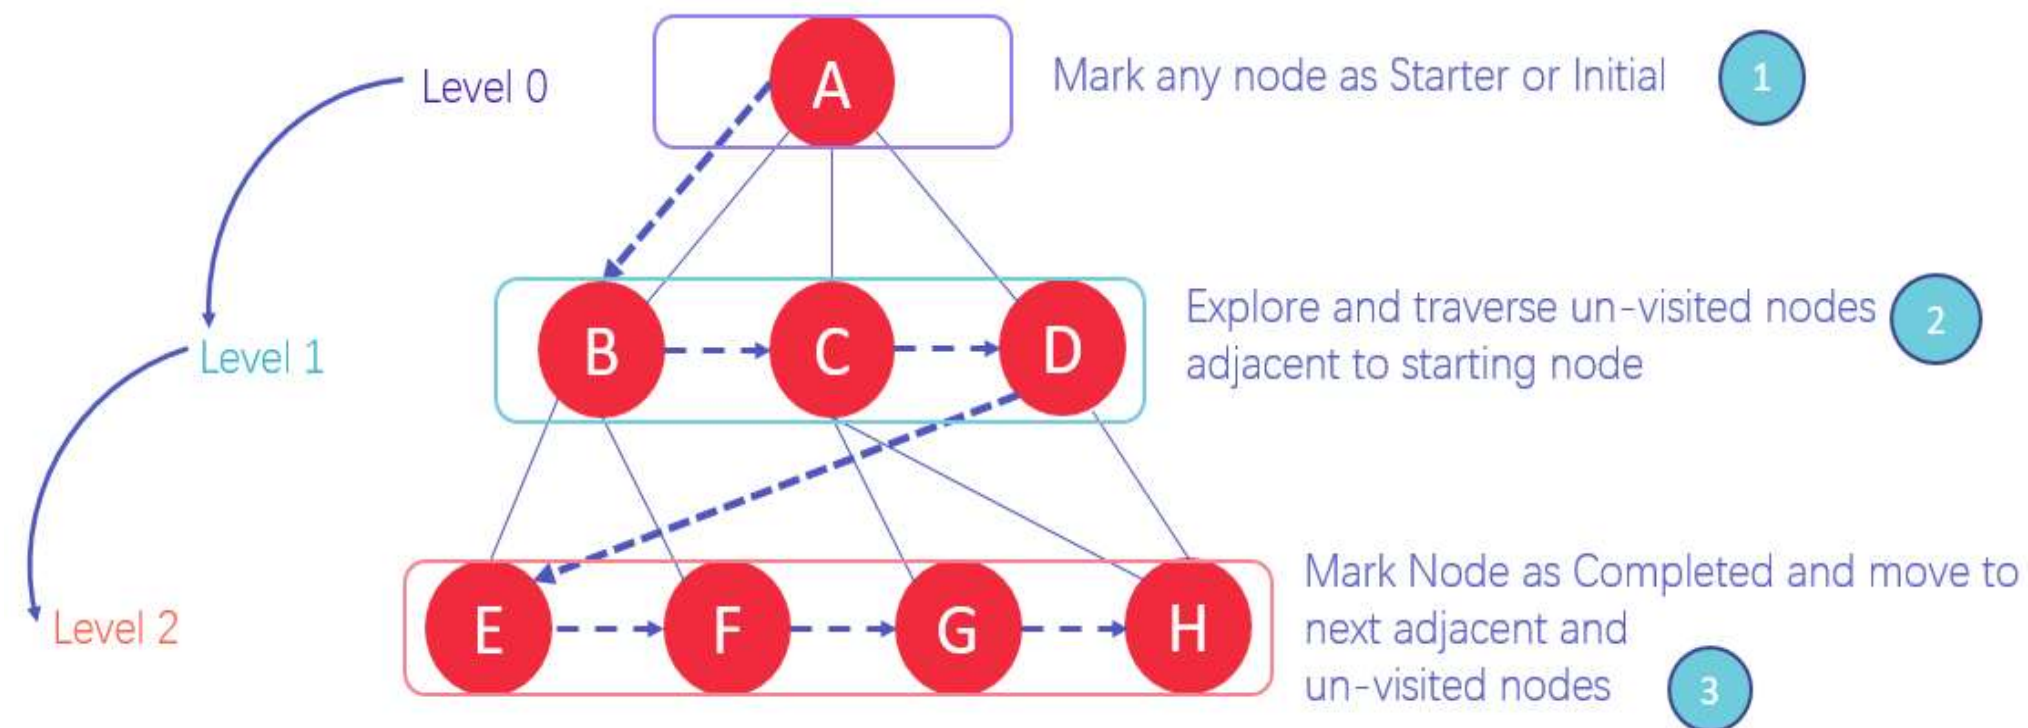 Level 0
A
Mark any node as Starter or Initial
1
Level 1
B
C
D
Explore and traverse un-visited nodes
adjacent to starting node
2
Level 2
E
F
G
H
Mark Node as Completed and move to
next adjacent and
un-visited nodes
3